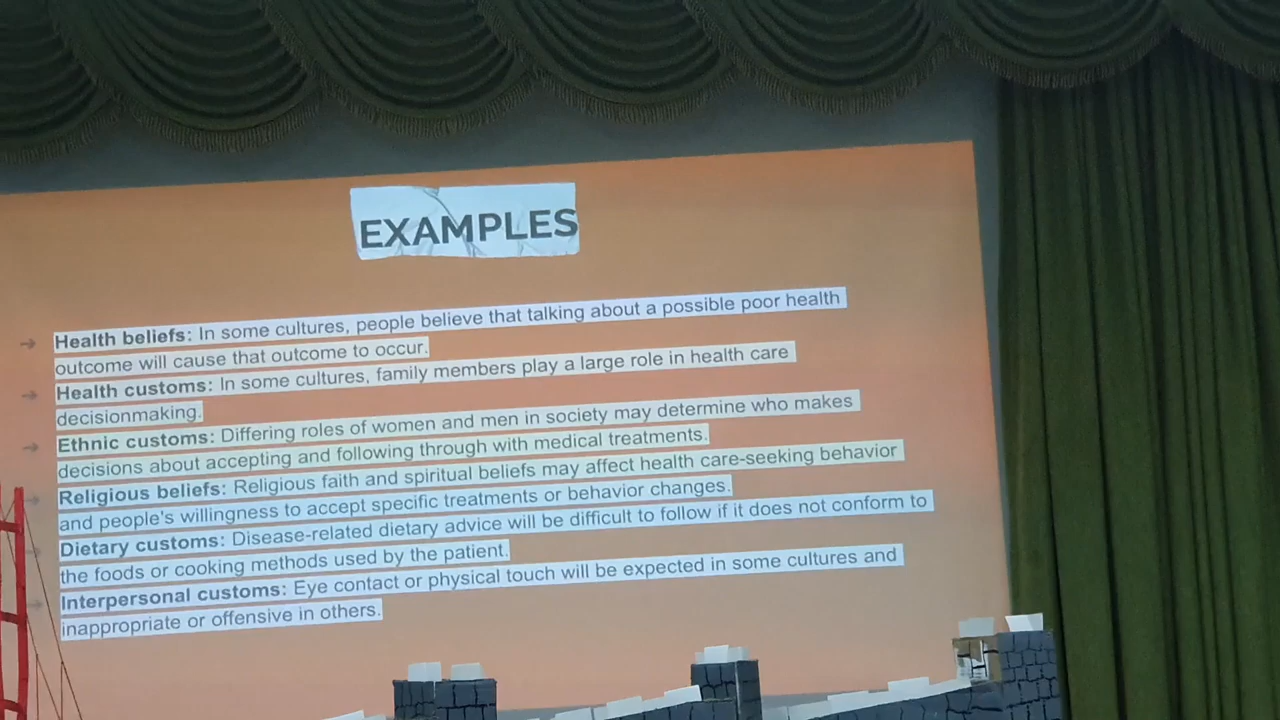 EXAMPLES
Health beliefs: In some cultures, people believe that talking about a possible poor health
outcome will cause that outcome to occur.
Health customs: In some cultures, family members play a large role in health care
decisionmaking.
Ethnic customs: Differing roles of women and men in society may determine who makes
decisions about accepting and following through with medical treatments.
Religious beliefs: Religious faith and spiritual beliefs may affect health care-seeking behavior
and people's willingness to accept specific treatments or behavior changes.
Dietary customs: Disease-related dietary advice will be difficult to follow if it does not conform to
the foods or cooking methods used by the patient.
Interpersonal customs: Eye contact or physical touch will be expected in some cultures and
inappropriate or offensive in others.